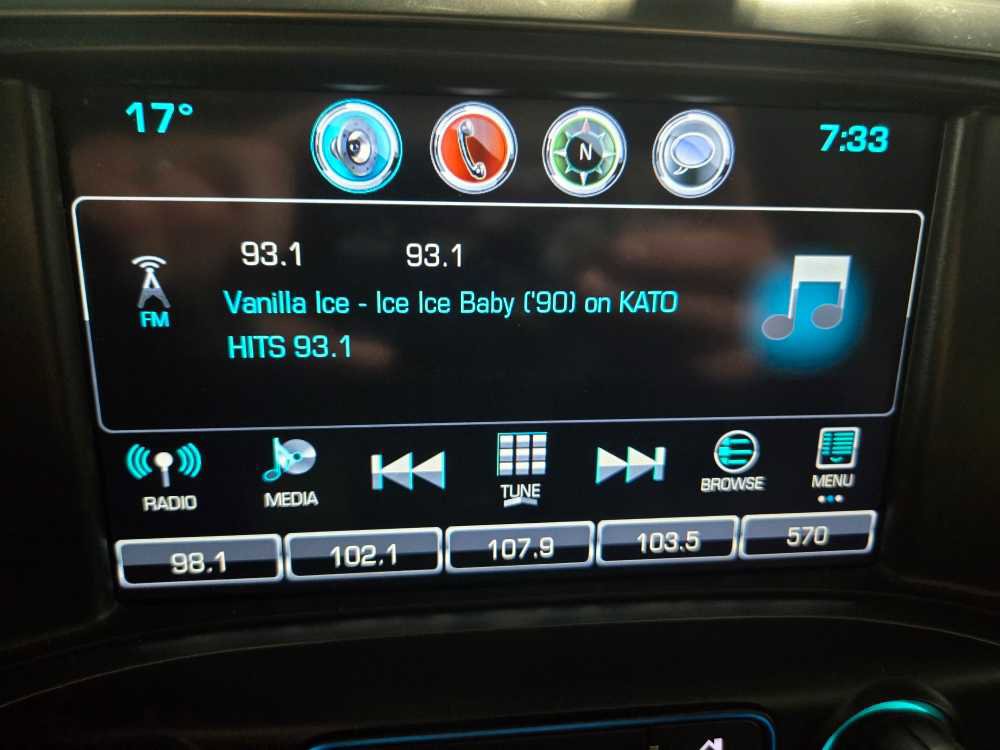 17° 7:33
N
93.1 93.1
FM
Vanilla Ice - Ice Ice Baby ('90) on KATO
HITS 93.1
RADIO MEDIA TUNE BROWSE MENU
98.1 102.1 107.9 103.5 570